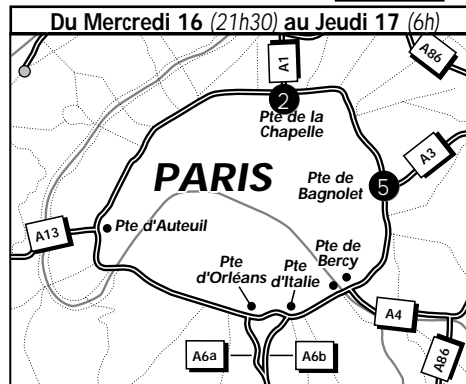 Du Mercredi 16 (21h30) au Jeudi 17 (6h)
A1
A86
2
Pte de la
Chapelle
A3
PARIS
Pte de
Bagnolet
5
A13
Pte d'Auteuil
Pte de
Bercy
Pte
d'Orléans
Pte
d'Italie
A4
A6a
A6b
A86